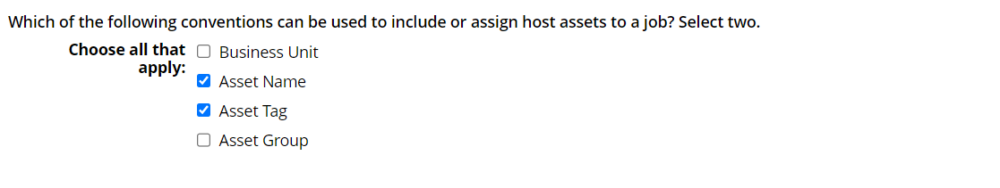 Which of the following conventions can be used to include or assign host assets to a job? Select two.
Choose all that apply:
Business Unit
Asset Name
Asset Tag
Asset Group